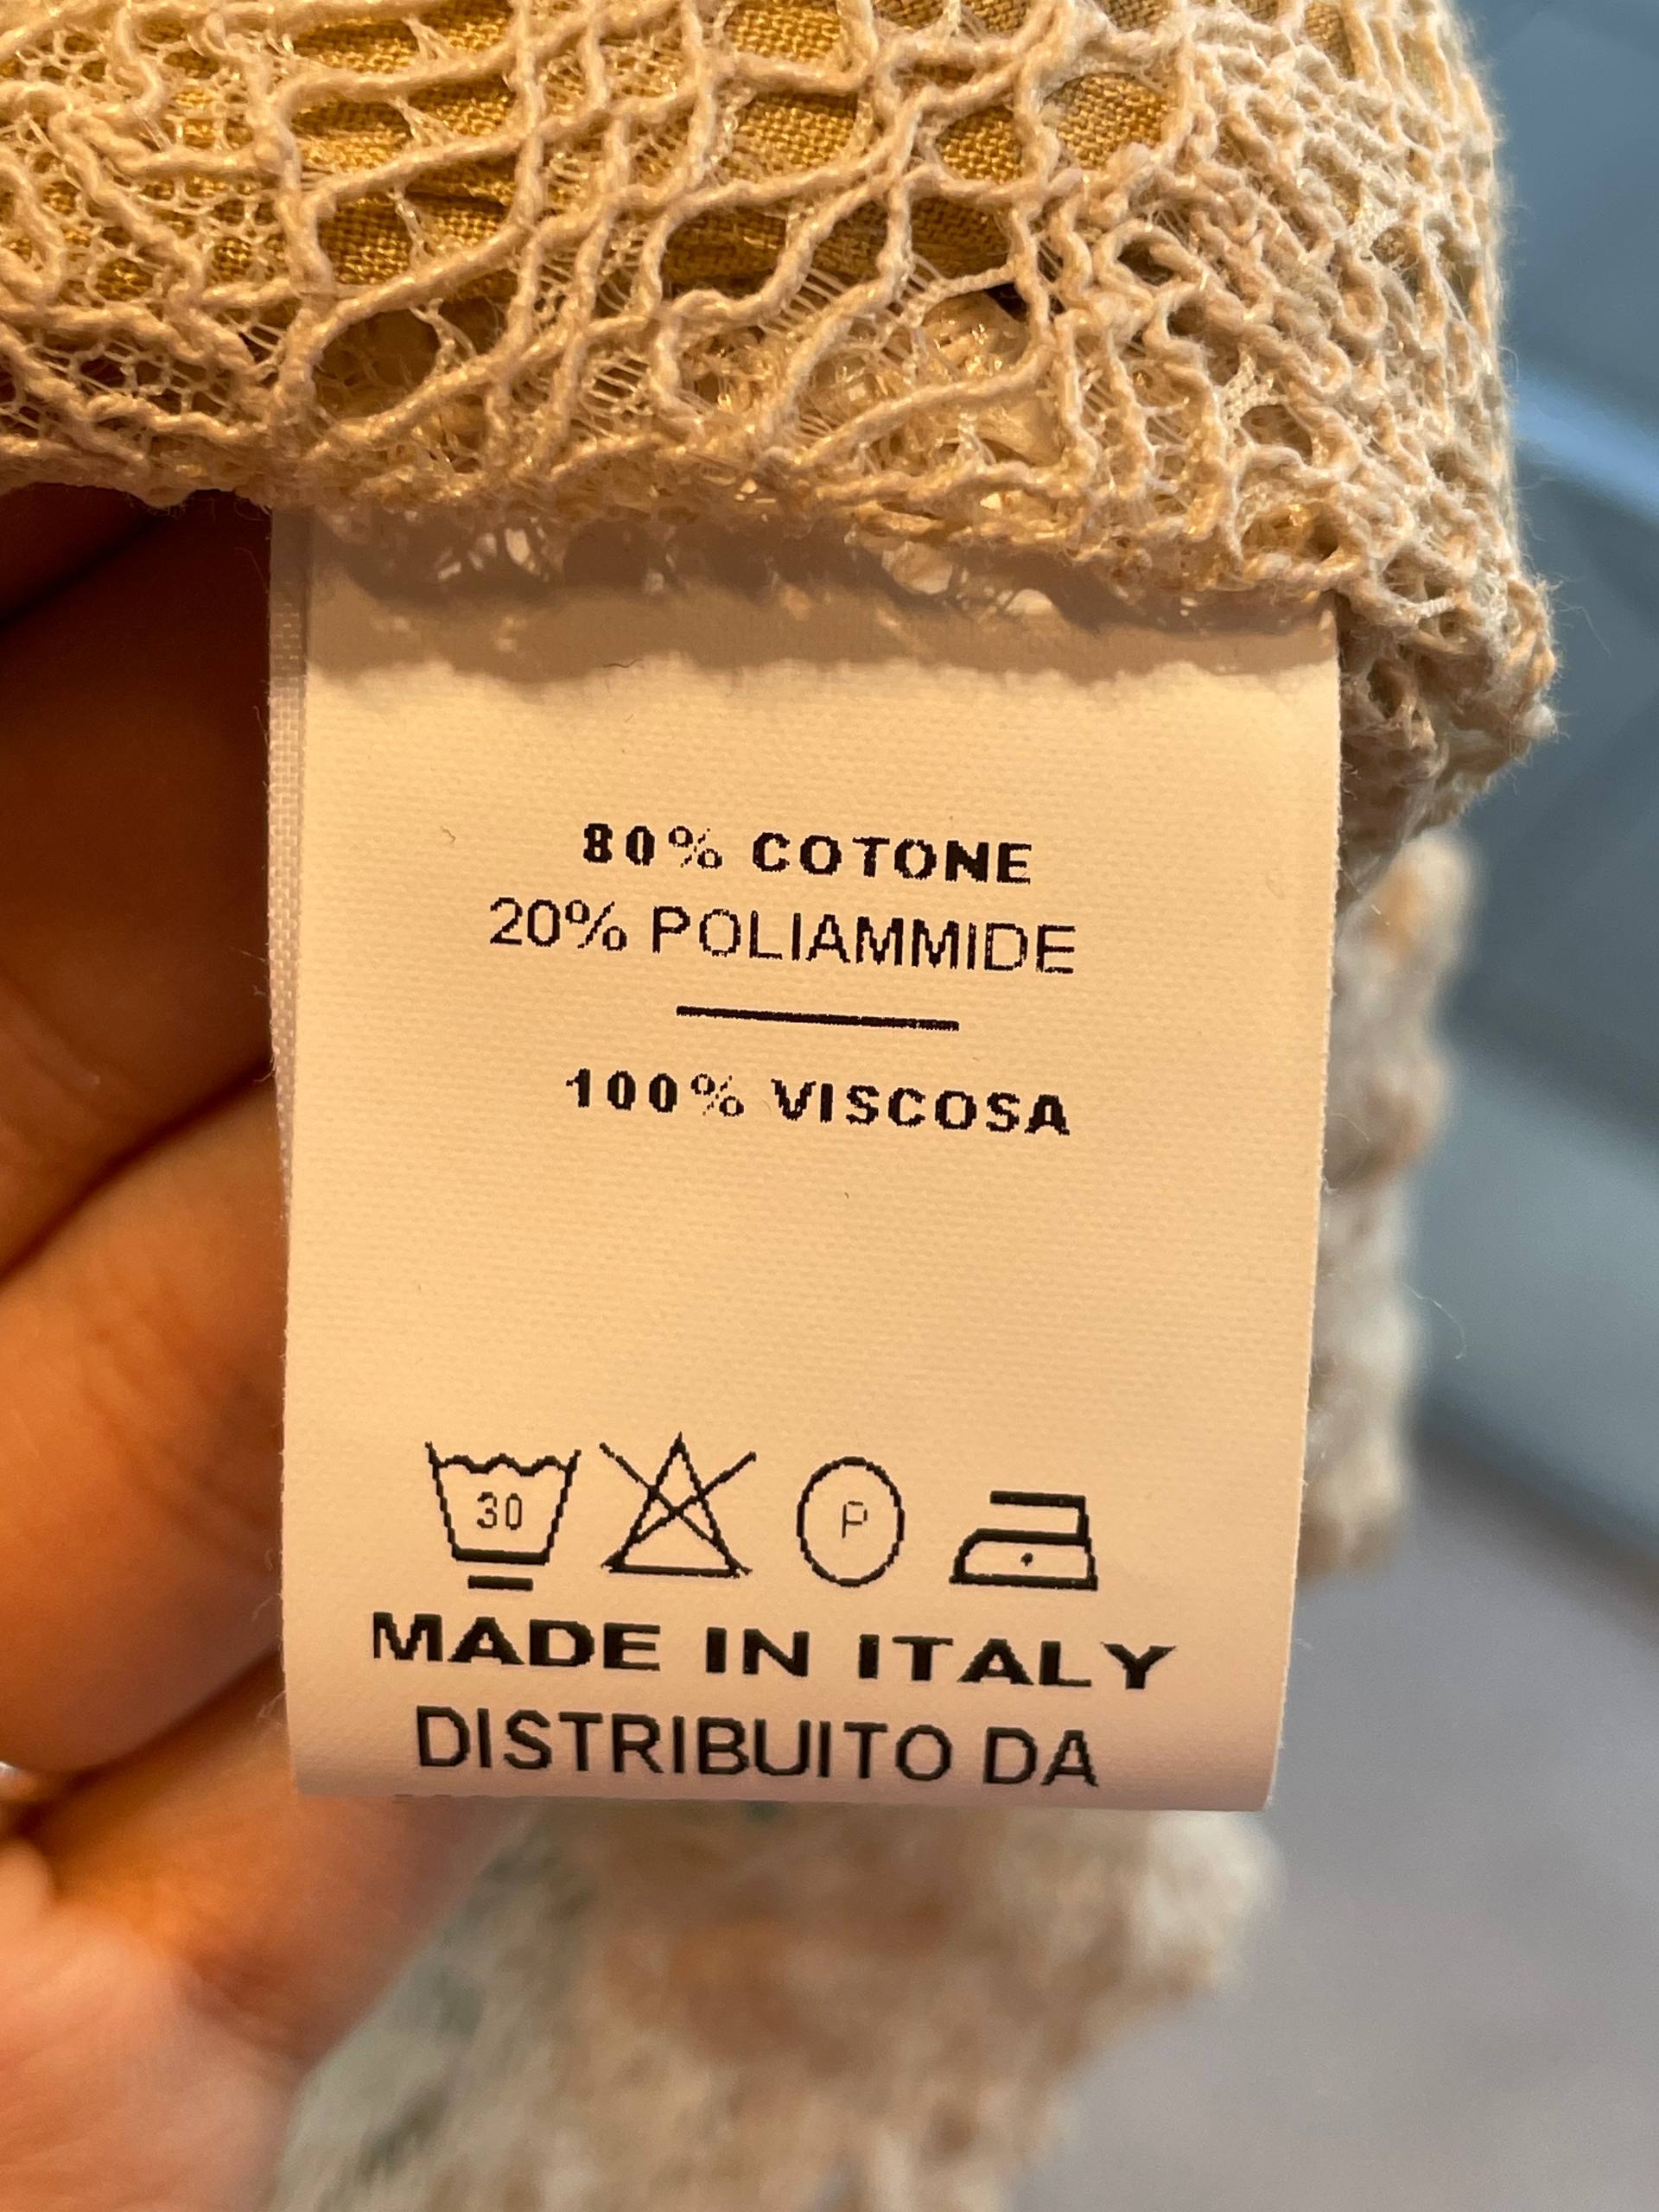 80% COTONE
20% POLIAMMIDE
100% VISCOSA
30 P
MADE IN ITALY
DISTRIBUITO DA